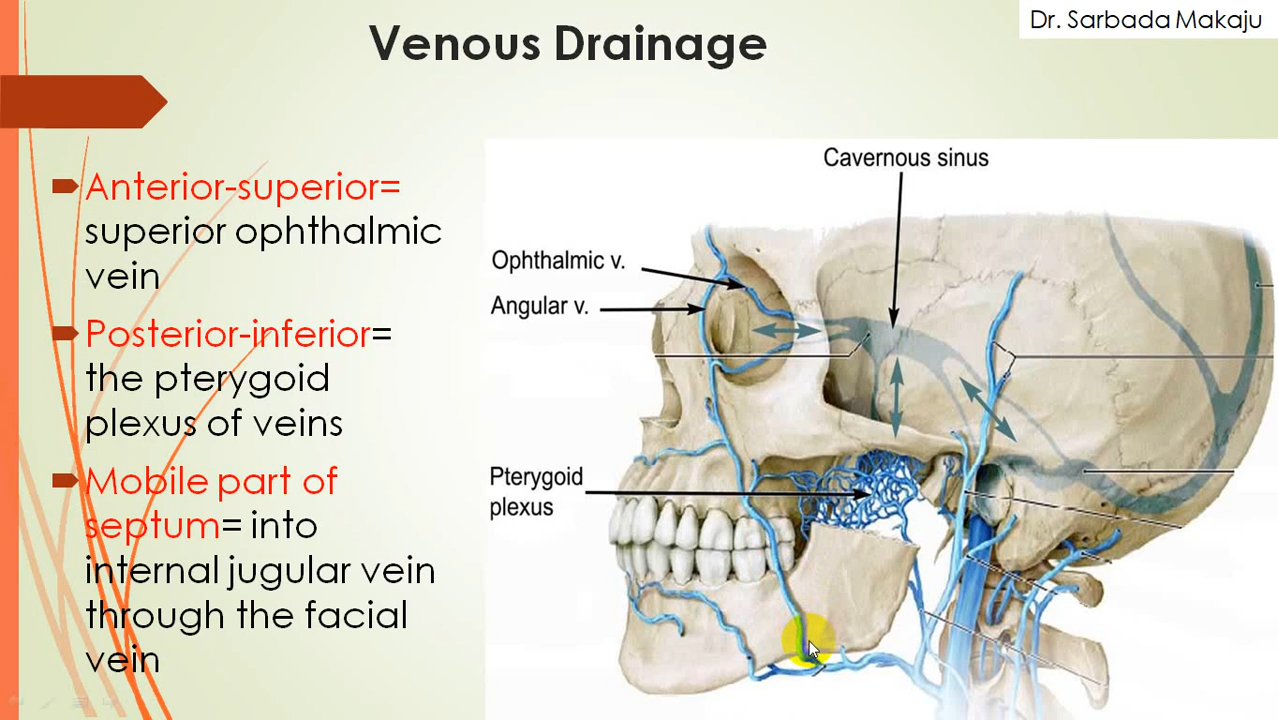 Dr. Sarbada Makaju
Venous Drainage
Anterior-superior=
superior ophthalmic
vein
Posterior-inferior=
the pterygoid
plexus of veins
Mobile part of
septum= into
internal jugular vein
through the facial
vein
Cavernous sinus
Ophthalmic v.
Angular v.
Pterygoid
plexus